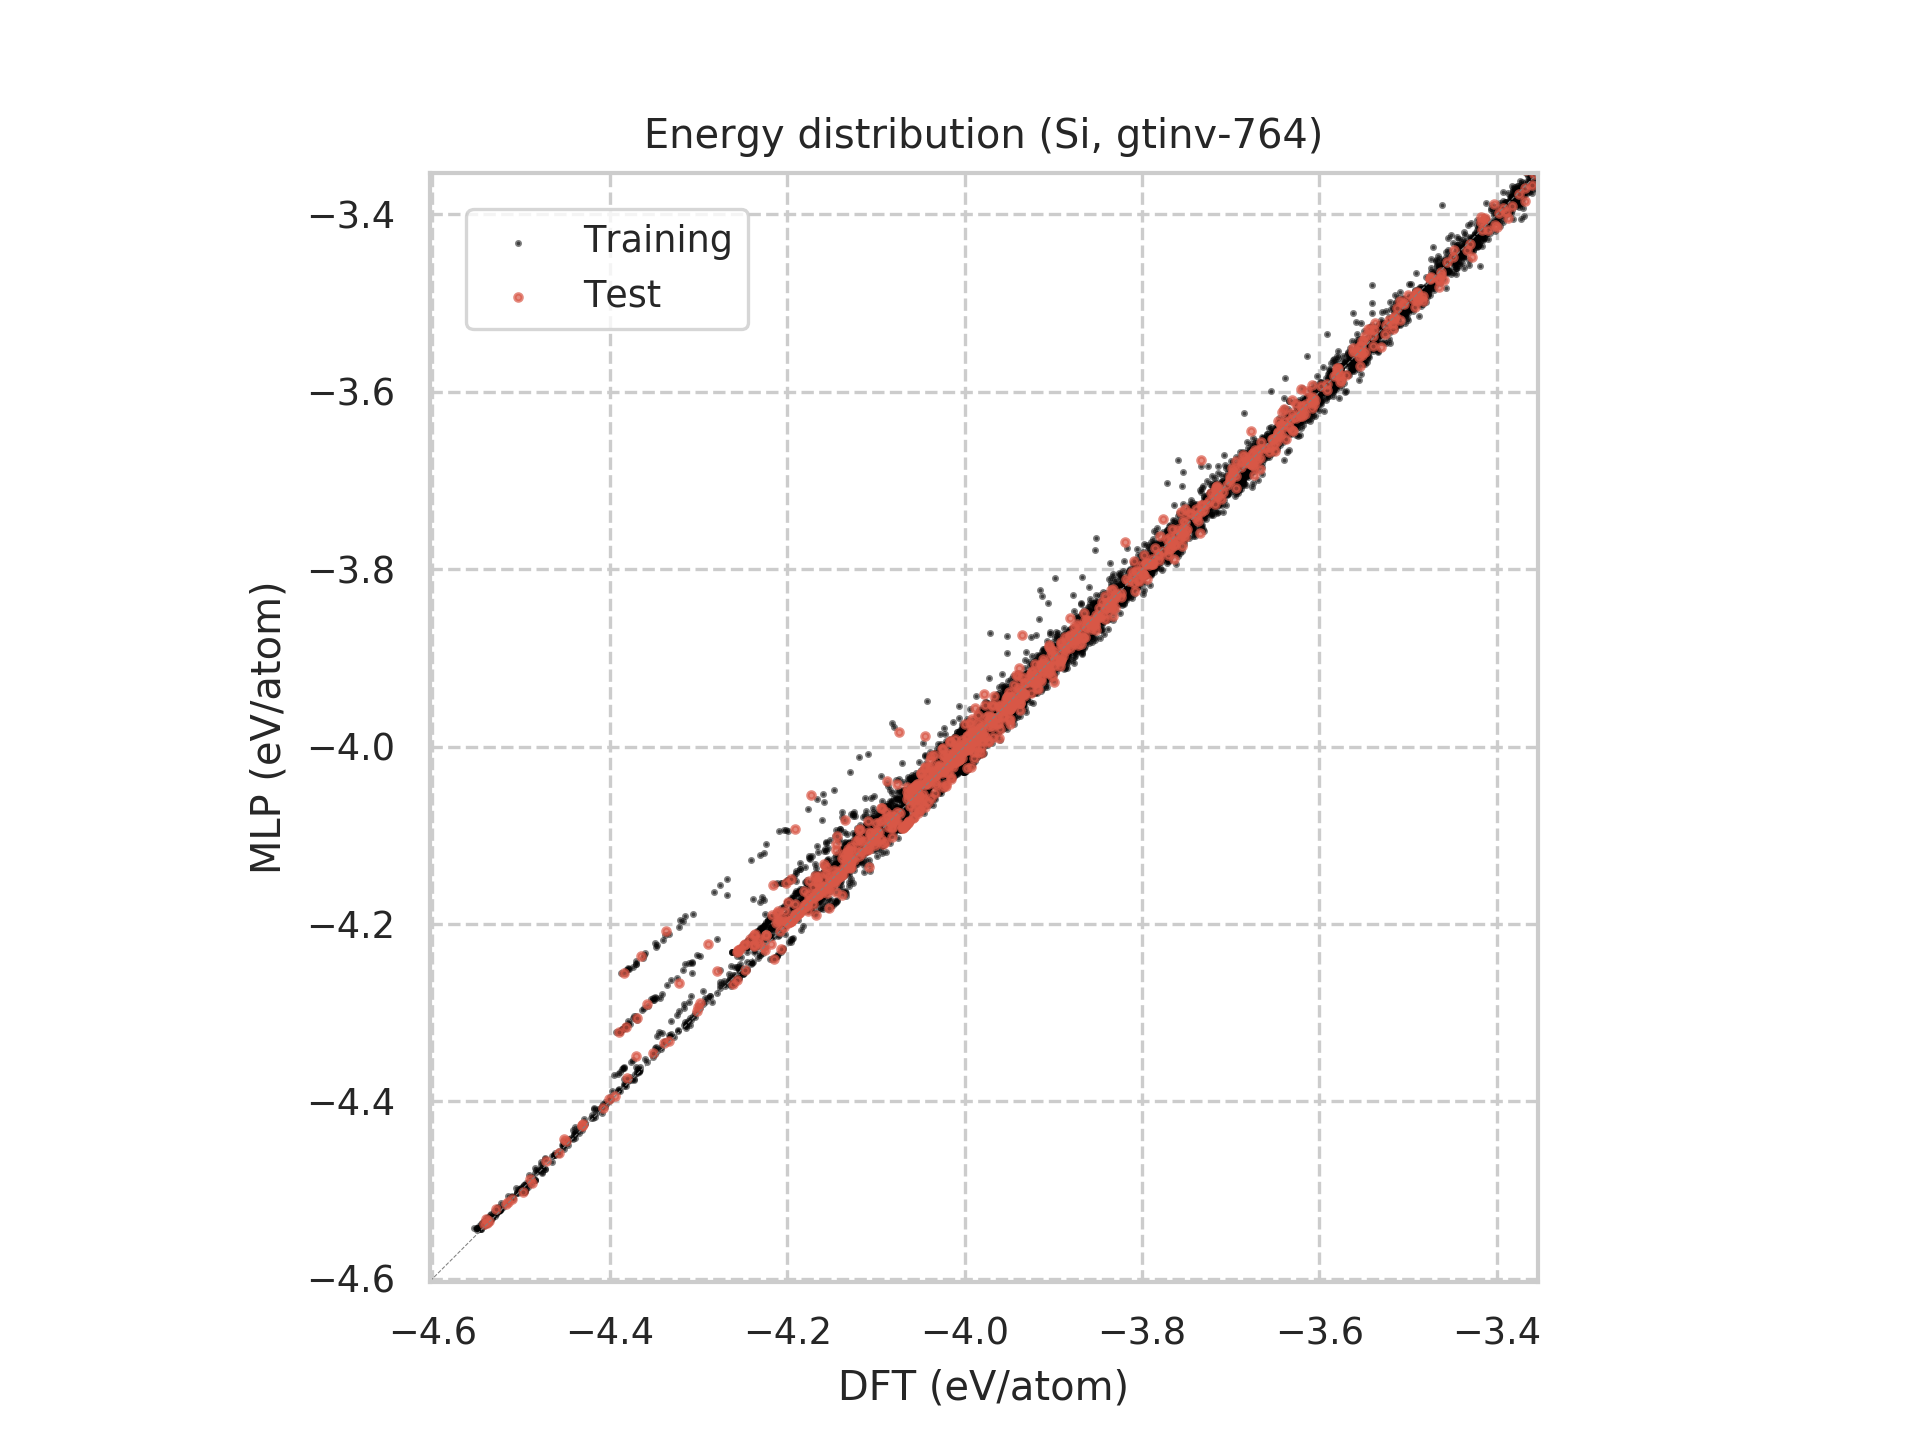 Energy distribution (Si, gtinv-764)
Training
Test
MLP (eV/atom)
−3.4
−3.6
−3.8
−4.0
−4.2
−4.4
−4.6
−4.6 −4.4 −4.2 −4.0 −3.8 −3.6 −3.4
DFT (eV/atom)